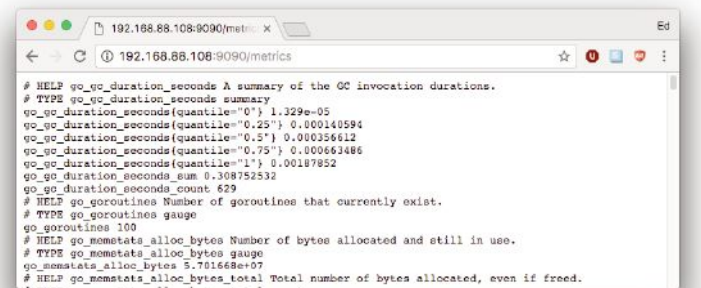 192.168.88.108:9090/metric
Ed
192.168.88.108:9090/metrics
# HELP go_gc_duration_seconds A summary of the GC invocation durations.
# TYPE go_gc_duration_seconds summary
go_gc_duration_seconds{quantile="0"} 1.329e-05
go_gc_duration_seconds{quantile="0.25"} 0.000140594
go_gc_duration_seconds{quantile="0.5"} 0.000356612
go_gc_duration_seconds{quantile="0.75"} 0.000663486
go_gc_duration_seconds{quantile="1"} 0.00187852
go_gc_duration_seconds_sum 0.308752532
go_gc_duration_seconds_count 629
# HELP go_goroutines Number of goroutines that currently exist.
# TYPE go_goroutines gauge
go_goroutines 100
# HELP go_memstats_alloc_bytes Number of bytes allocated and still in use.
# TYPE go_memstats_alloc_bytes gauge
go_memstats_alloc_bytes 5.701668e+07
# HELP go_memstats_alloc_bytes_total Total number of bytes allocated, even if freed.